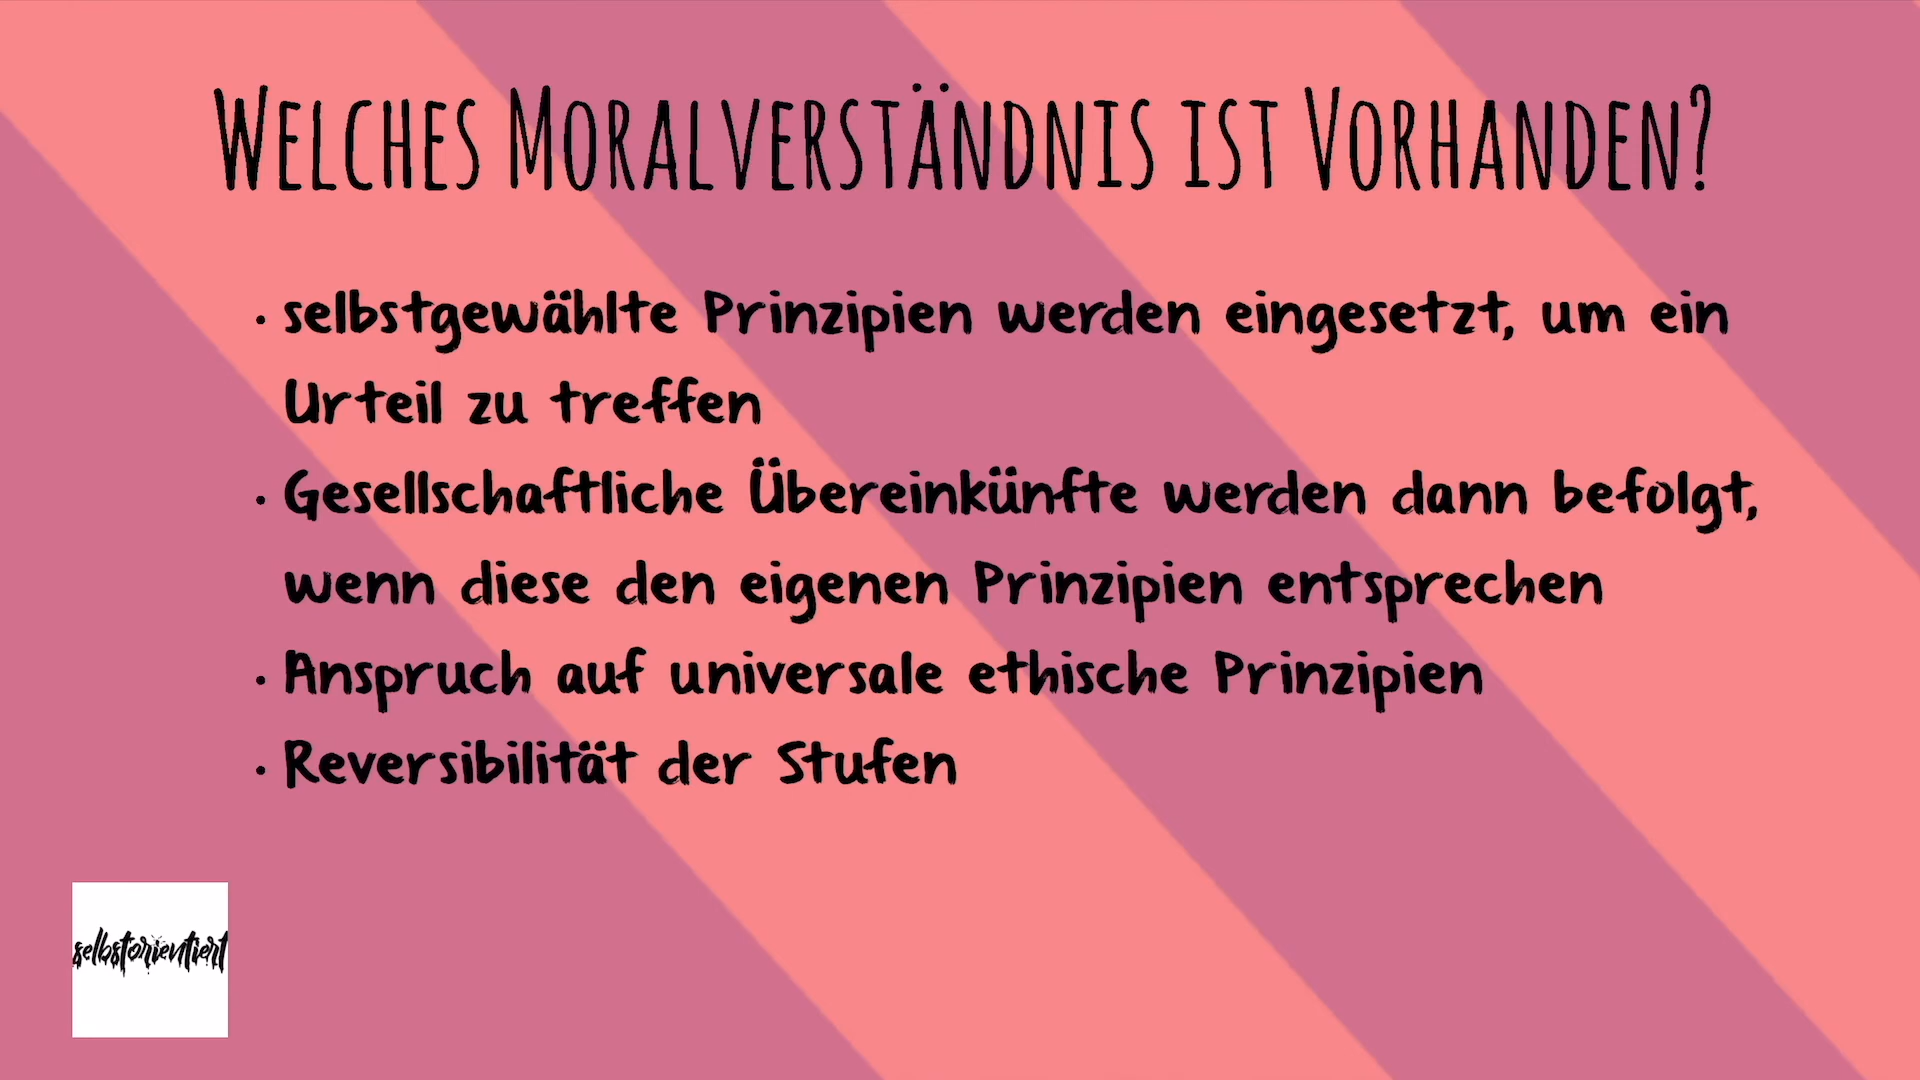 Welches Moralverständnis ist Vorhanden?
• selbstgewählte Prinzipien werden eingesetzt, um ein
Urteil zu treffen
• Gesellschaftliche Übereinkünfte werden dann befolgt,
wenn diese den eigenen Prinzipien entsprechen
• Anspruch auf universale ethische Prinzipien
• Reversibilität der Stufen
selbstorientiert